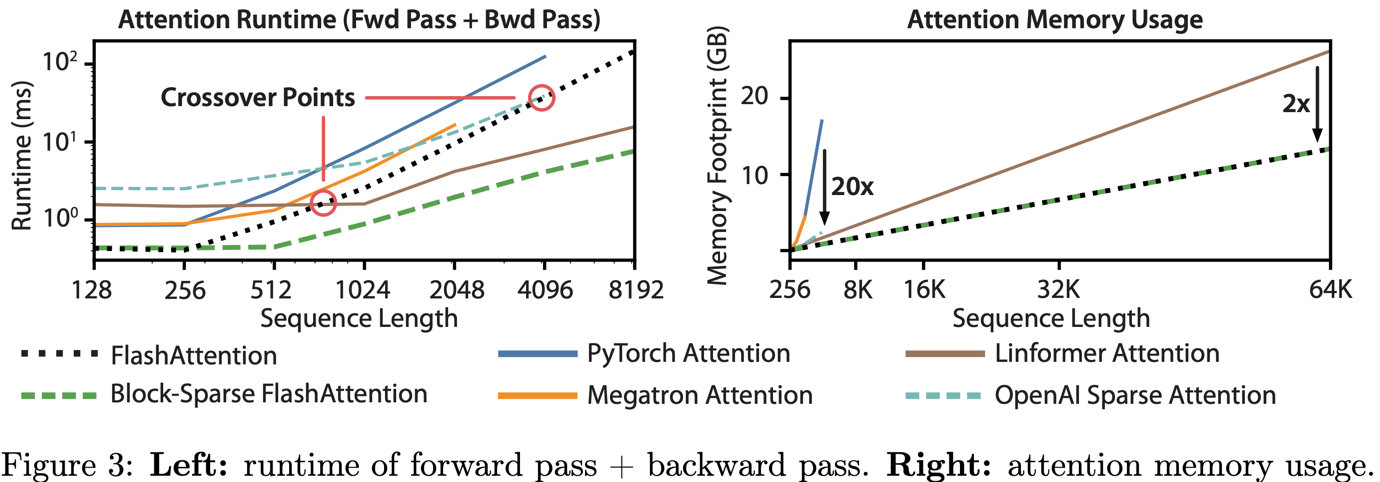 Attention Runtime (Fwd Pass + Bwd Pass)
Runtime (ms)
10²
10¹
10⁰
Crossover Points
128 256 512 1024 2048 4096 8192
Sequence Length
Attention Memory Usage
Memory Footprint (GB)
20
10
20x
2x
256 8K 16K 32K 64K
Sequence Length
FlashAttention
PyTorch Attention
Linformer Attention
Block-Sparse FlashAttention
Megatron Attention
OpenAI Sparse Attention
Figure 3: Left: runtime of forward pass + backward pass. Right: attention memory usage.